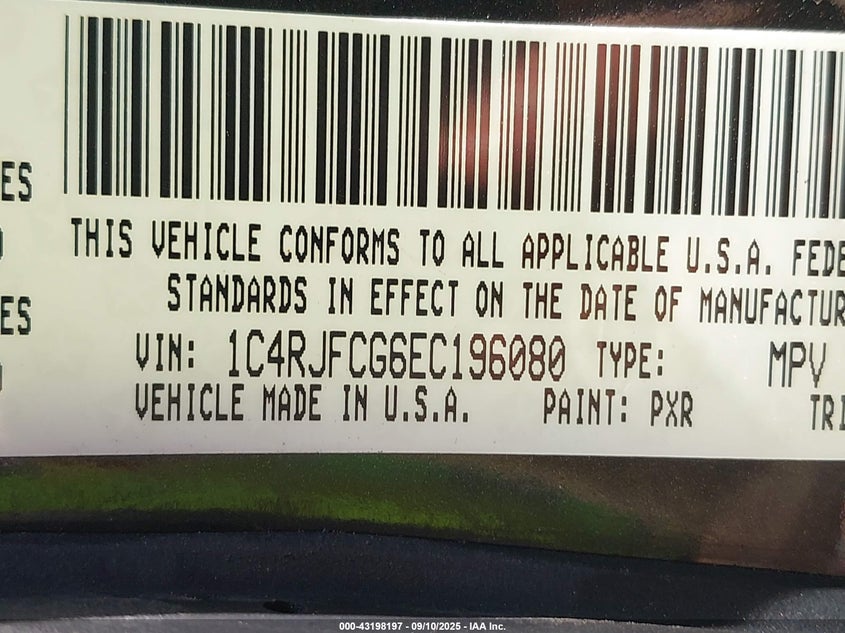 ES
THIS VEHICLE CONFORMS TO ALL APPLICABLE U.S.A. FEDE
STANDARDS IN EFFECT ON THE DATE OF MANUFACTUR
ES
VIN: 1C4RJFCG6EC196080 TYPE: MPV
VEHICLE MADE IN U.S.A. PAINT: PXR TRI
000-43198197 - 09/10/2025 - IAA Inc.